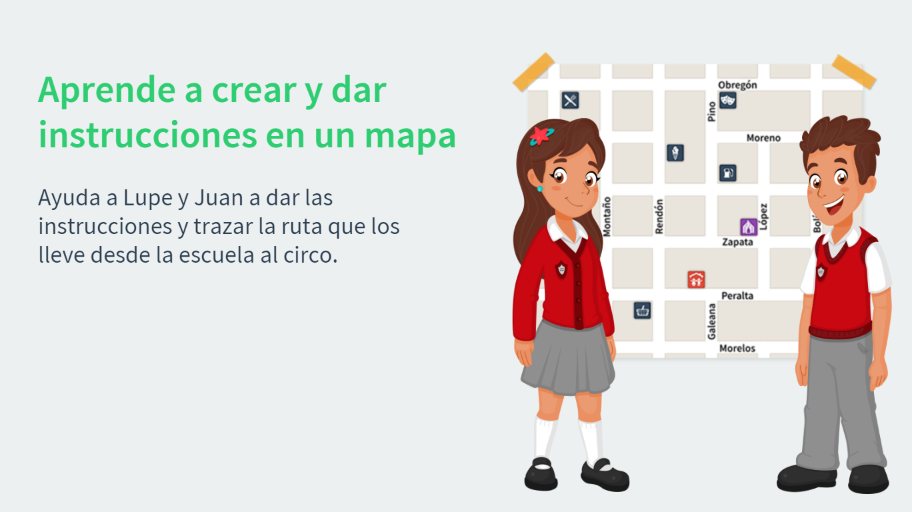 Aprende a crear y dar
instrucciones en un mapa
Ayuda a Lupe y Juan a dar las
instrucciones y trazar la ruta que los
lleve desde la escuela al circo.
Obregón
Pino
Moreno
Montaño
Rendón
López
Zapata
Peralta
Galeana
Morelos